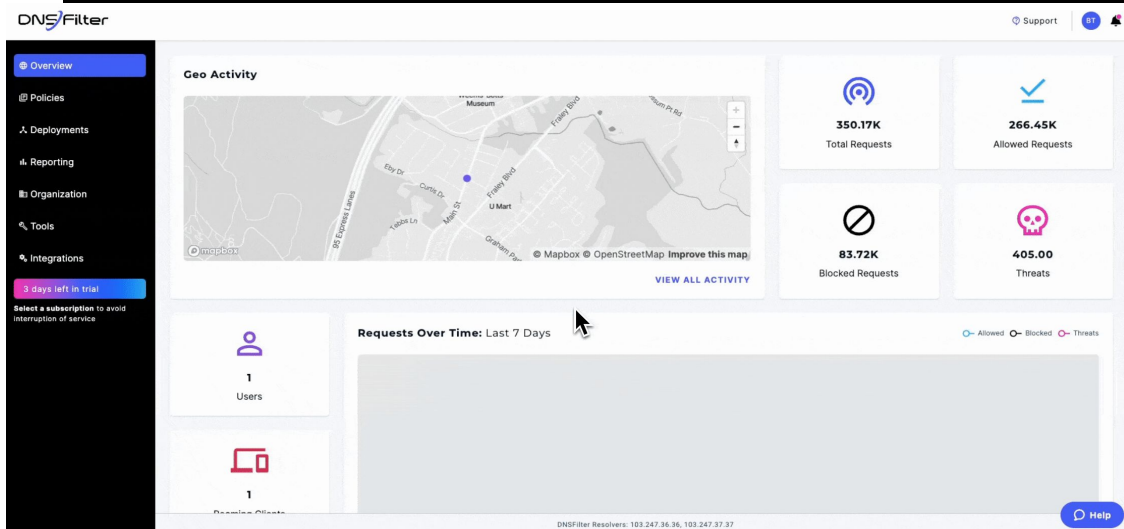 DNSFilter
Support
BT
Overview
Policies
Deployments
Reporting
Organization
Tools
Integrations
3 days left in trial
Select a subscription to avoid
interruption of service
Geo Activity
Museum
Fraley Blvd
Eby Dr
Curtis Dr
Fraley Blvd
U Mart
Main St
Tebbs Ln
95 Express Lanes
Graham Pa
mapbox
© Mapbox © OpenStreetMap Improve this map
VIEW ALL ACTIVITY
350.17K
Total Requests
266.45K
Allowed Requests
83.72K
Blocked Requests
405.00
Threats
1
Users
1
Roaming Clients
Requests Over Time: Last 7 Days
Allowed Blocked Threats
DNSFilter Resolvers: 103.247.36.36, 103.247.37.37
Help